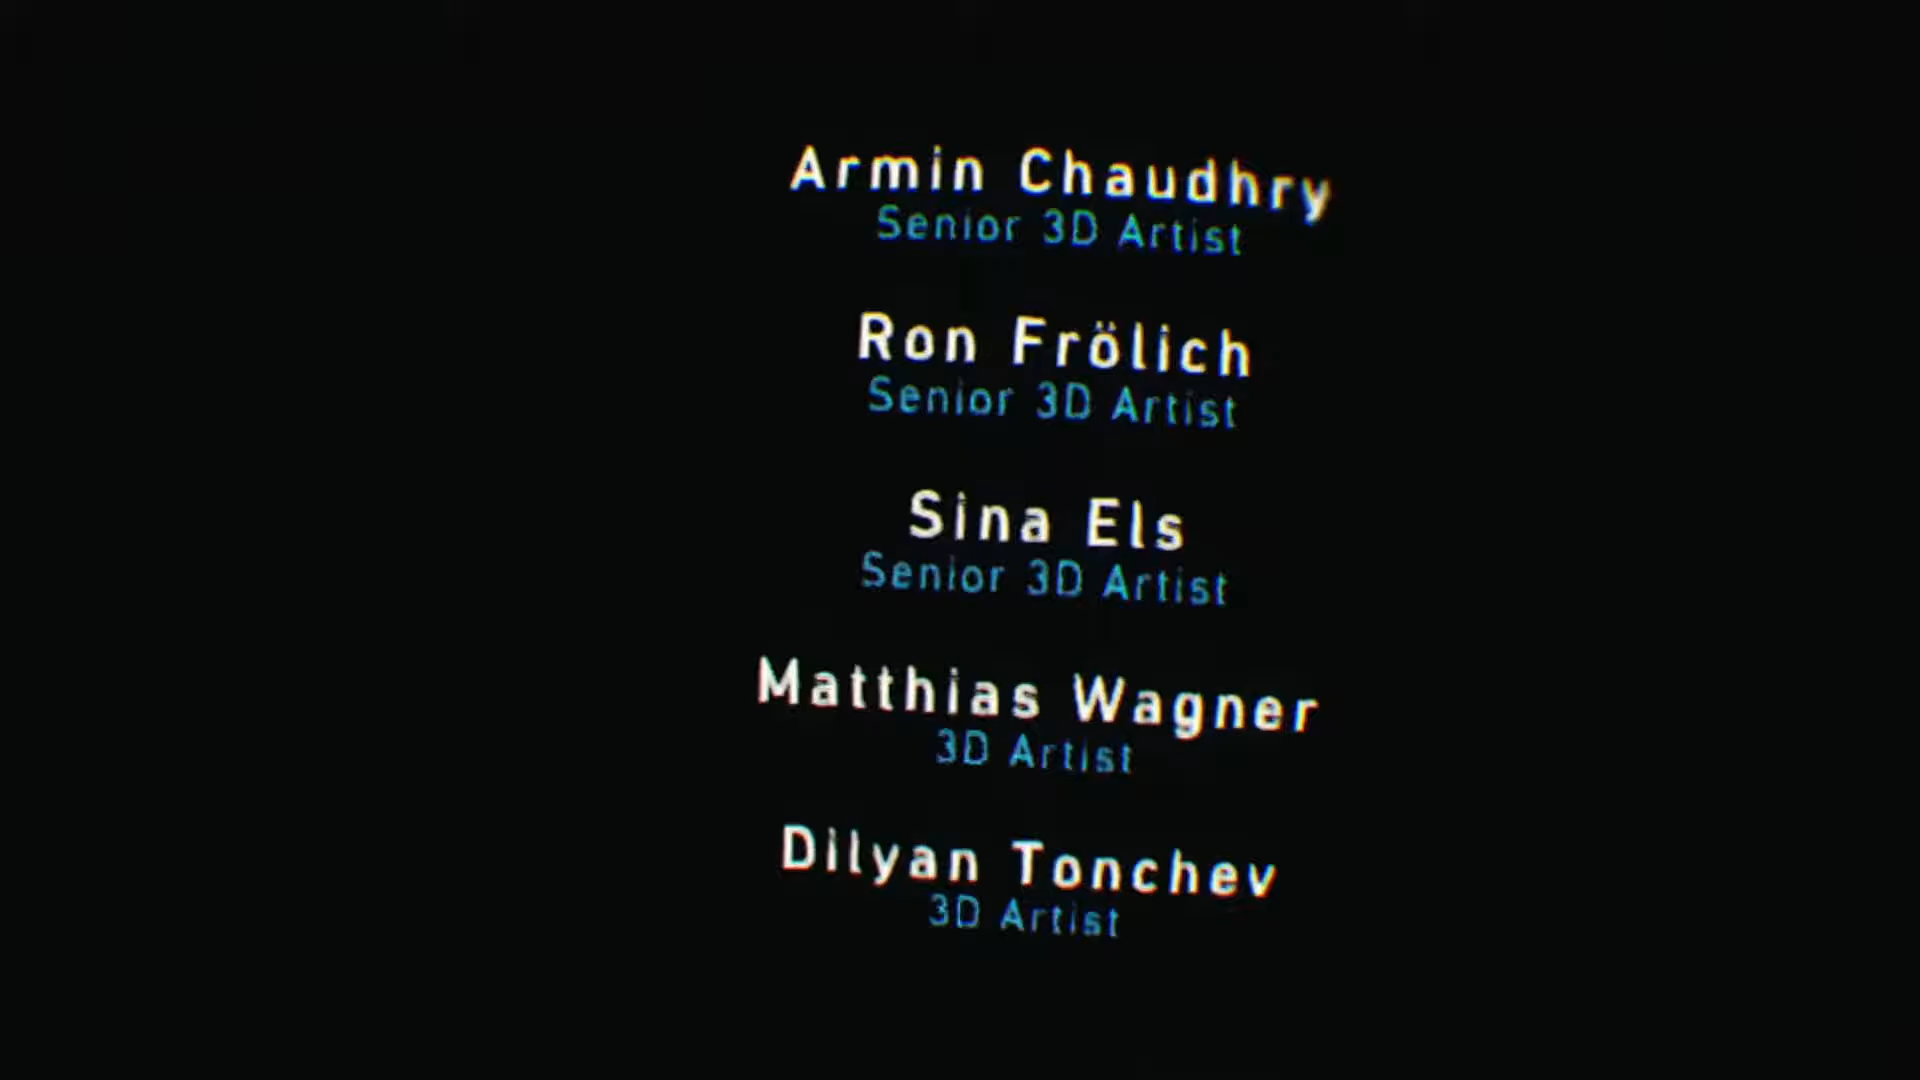 Armin Chaudhry
Senior 3D Artist
Ron Frölich
Senior 3D Artist
Sina Els
Senior 3D Artist
Matthias Wagner
3D Artist
Dilyan Tonchev
3D Artist